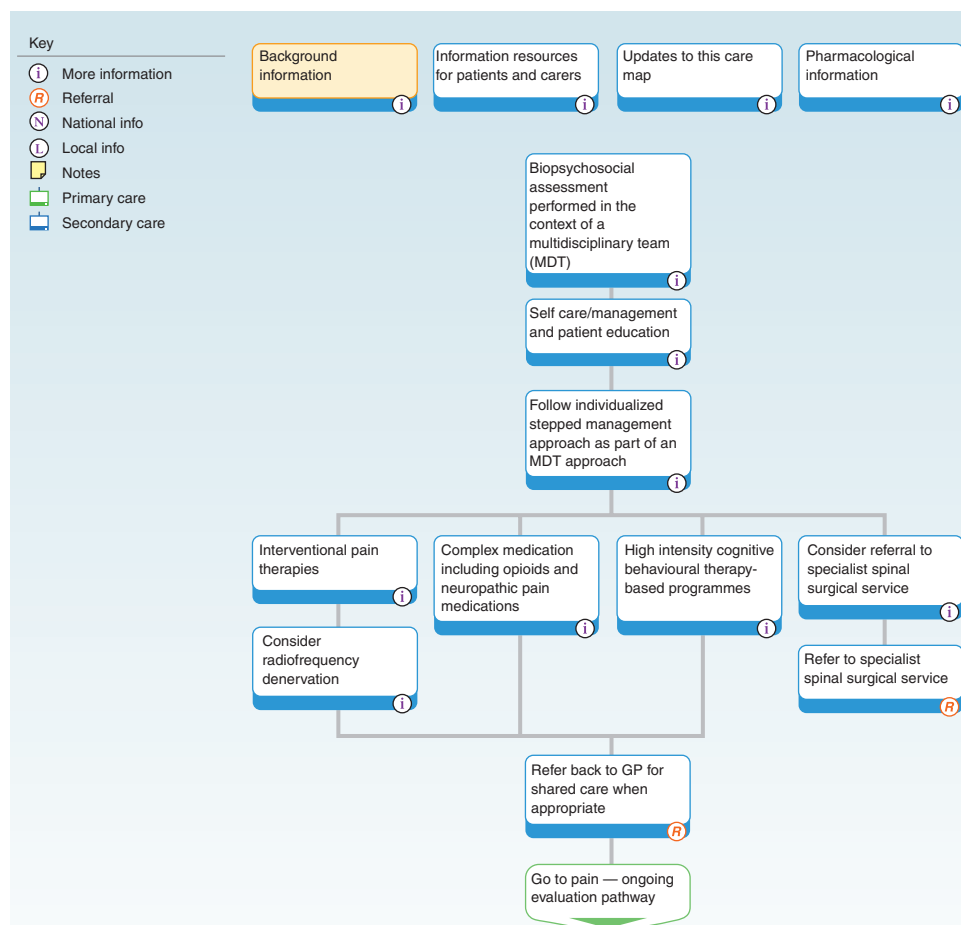 Key
i More information
R Referral
N National info
L Local info
Notes
Primary care
Secondary care
Background
information
i
Information resources
for patients and carers
i
Updates to this care
map
i
Pharmacological
information
i
Biopsychosocial
assessment
performed in the
context of a
multidisciplinary team
(MDT)
i
Self care/management
and patient education
i
Follow individualized
stepped management
approach as part of an
MDT approach
i
Interventional pain
therapies
i
Complex medication
including opioids and
neuropathic pain
medications
i
High intensity cognitive
behavioural therapy-
based programmes
i
Consider referral to
specialist spinal
surgical service
i
Consider
radiofrequency
denervation
i
Refer to specialist
spinal surgical service
R
Refer back to GP for
shared care when
appropriate
R
Go to pain — ongoing
evaluation pathway